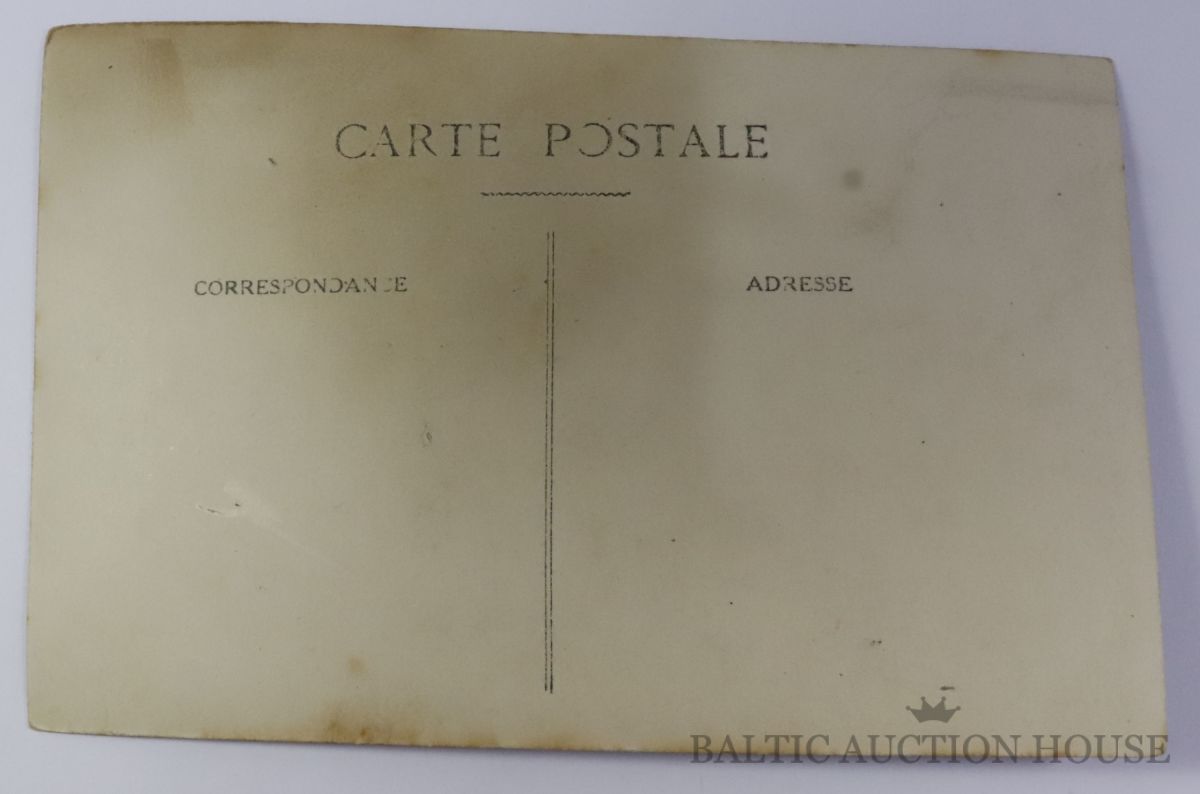 CARTE POSTALE
CORRESPONDANCE
ADRESSE
BALTIC AUCTION HOUSE